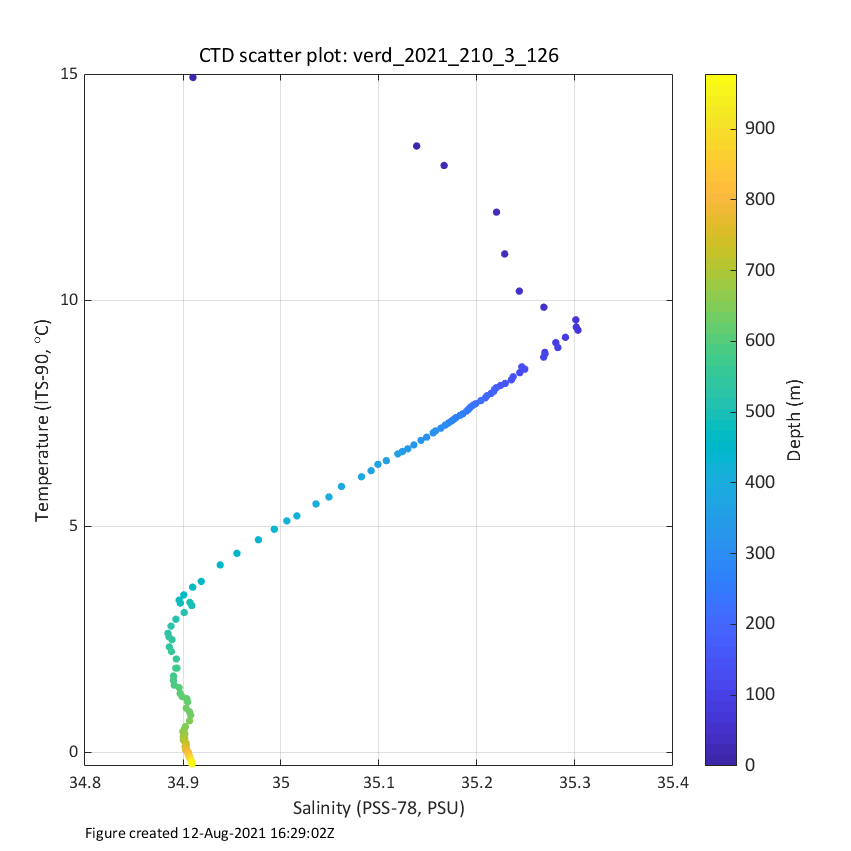 CTD scatter plot: verd_2021_210_3_126
15
10
5
0
Temperature (ITS-90, °C)
34.8 34.9 35 35.1 35.2 35.3 35.4
Salinity (PSS-78, PSU)
900
800
700
600
500
400
300
200
100
0
Depth (m)
Figure created 12-Aug-2021 16:29:02Z